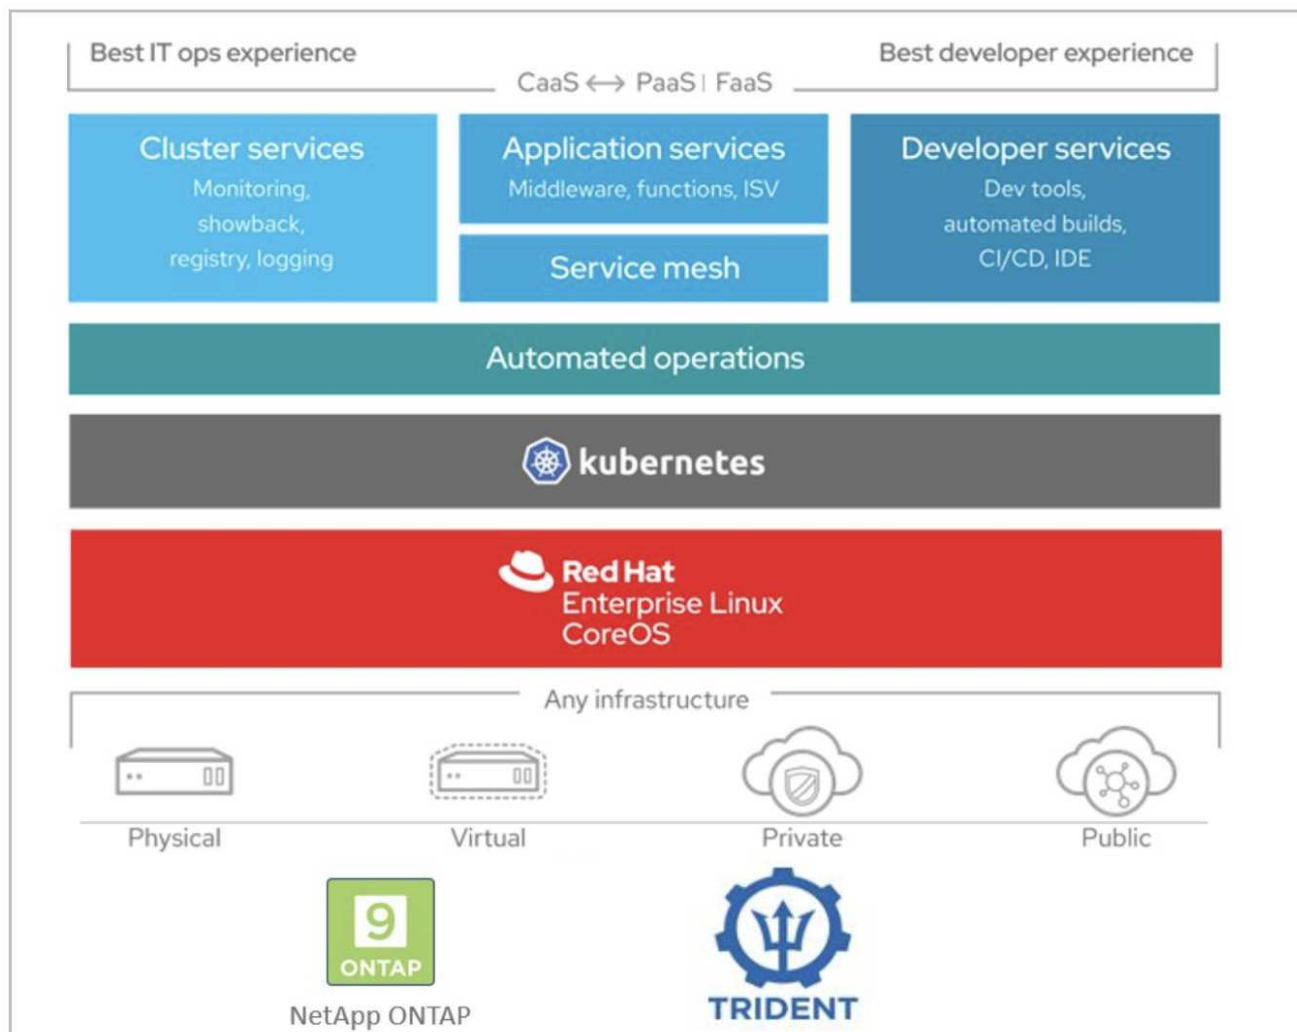 Best IT ops experience
Best developer experience
CaaS ↔ PaaS | FaaS
Cluster services
Monitoring,
showback,
registry, logging
Application services
Middleware, functions, ISV
Service mesh
Developer services
Dev tools,
automated builds,
CI/CD, IDE
Automated operations
kubernetes
Red Hat
Enterprise Linux
CoreOS
Any infrastructure
Physical
Virtual
Private
Public
9
ONTAP
NetApp ONTAP
TRIDENT